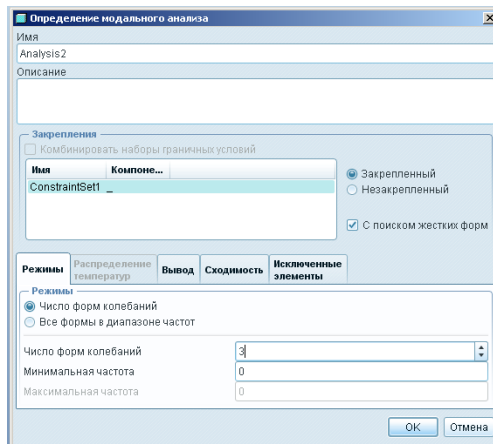 Определение модального анализа
Имя
Analysis2
Описание
Закрепления
Комбинировать наборы граничных условий
Имя Компоне...
ConstraintSet1 _
Закрепленный
Незакрепленный
С поиском жестких форм
Режимы Распределение температур Вывод Сходимость Исключенные элементы
Режимы
Число форм колебаний
Все формы в диапазоне частот
Число форм колебаний 3
Минимальная частота 0
Максимальная частота 0
OK Отмена